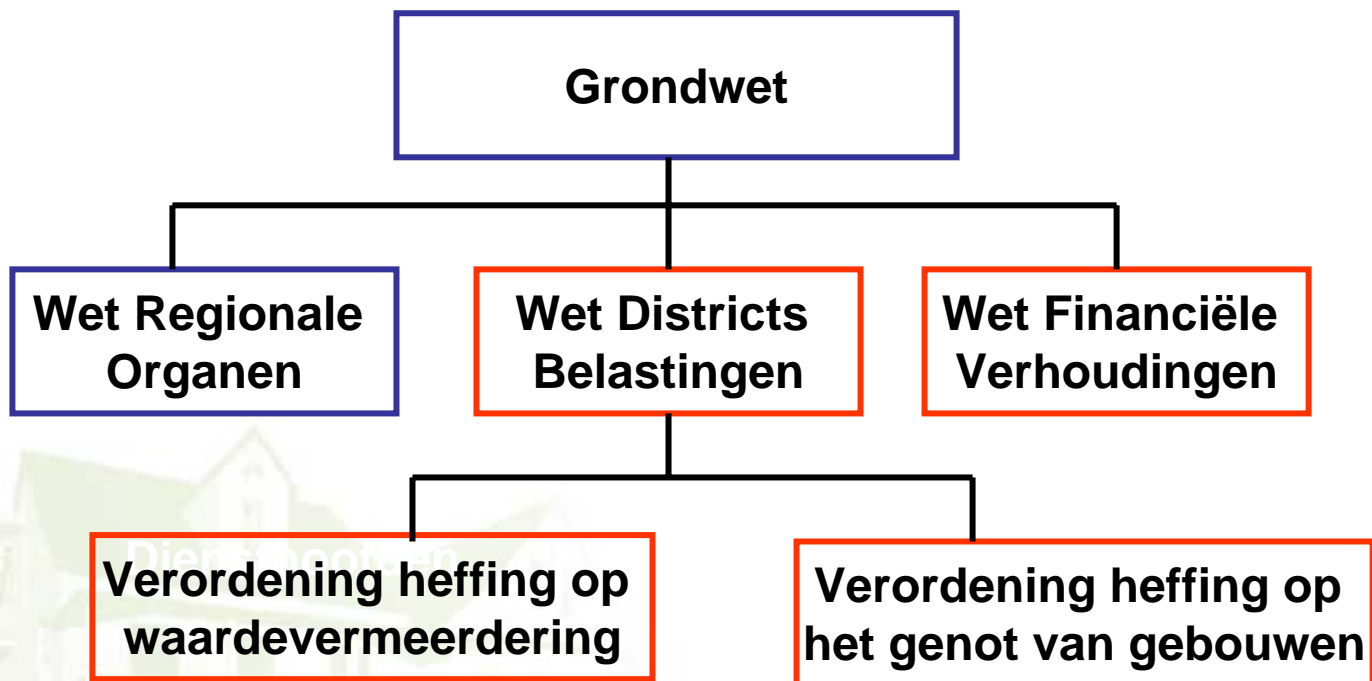 Grondwet
Wet Regionale
Organen
Wet Districts
Belastingen
Wet Financiële
Verhoudingen
Verordening heffing op
waardevermeerdering
Verordening heffing op
het genot van gebouwen